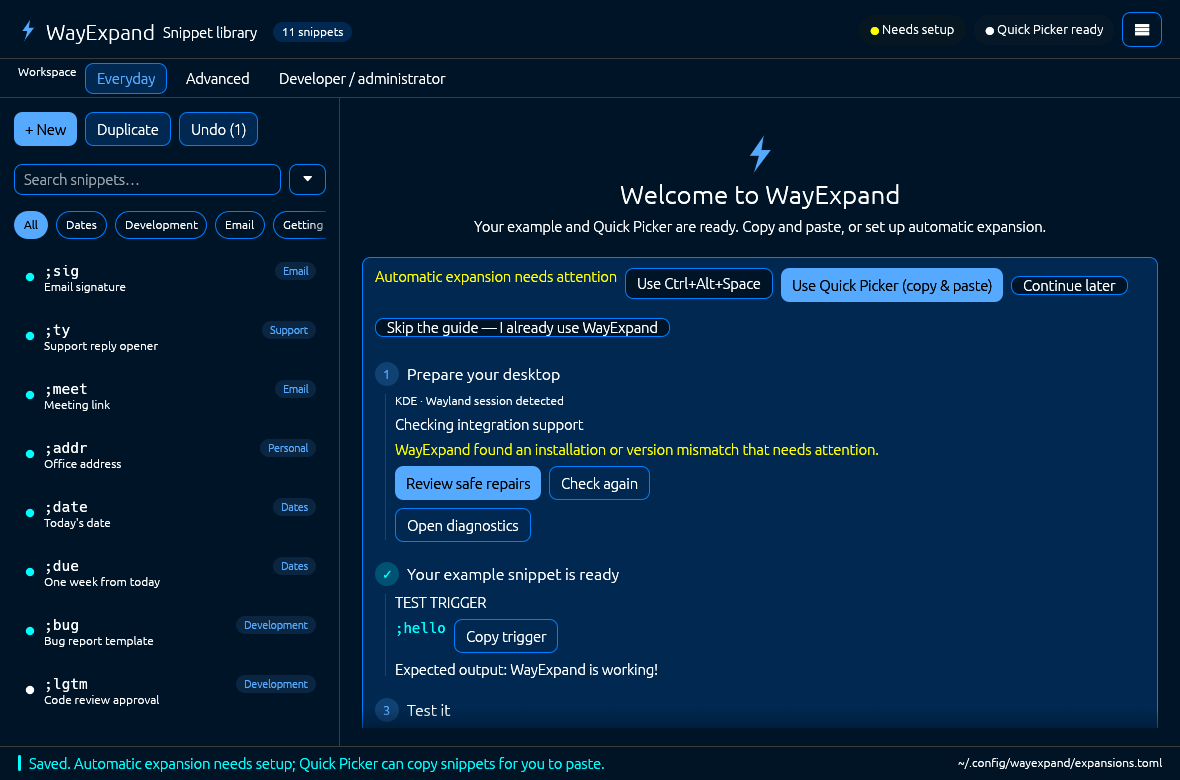 WayExpand Snippet library 11 snippets
Needs setup
Quick Picker ready
Workspace Everyday Advanced Developer / administrator
+ New Duplicate Undo (1)
Search snippets…
All Dates Development Email Getting
;sig Email
Email signature
;ty Support
Support reply opener
;meet Email
Meeting link
;addr Personal
Office address
;date Dates
Today's date
;due Dates
One week from today
;bug Development
Bug report template
;lgtm Development
Code review approval
Welcome to WayExpand
Your example and Quick Picker are ready. Copy and paste, or set up automatic expansion.
Automatic expansion needs attention Use Ctrl+Alt+Space Use Quick Picker (copy & paste) Continue later
Skip the guide — I already use WayExpand
1 Prepare your desktop
KDE · Wayland session detected
Checking integration support
WayExpand found an installation or version mismatch that needs attention.
Review safe repairs Check again
Open diagnostics
✓ Your example snippet is ready
TEST TRIGGER
;hello Copy trigger
Expected output: WayExpand is working!
3 Test it
Saved. Automatic expansion needs setup; Quick Picker can copy snippets for you to paste.
~/.config/wayexpand/expansions.toml